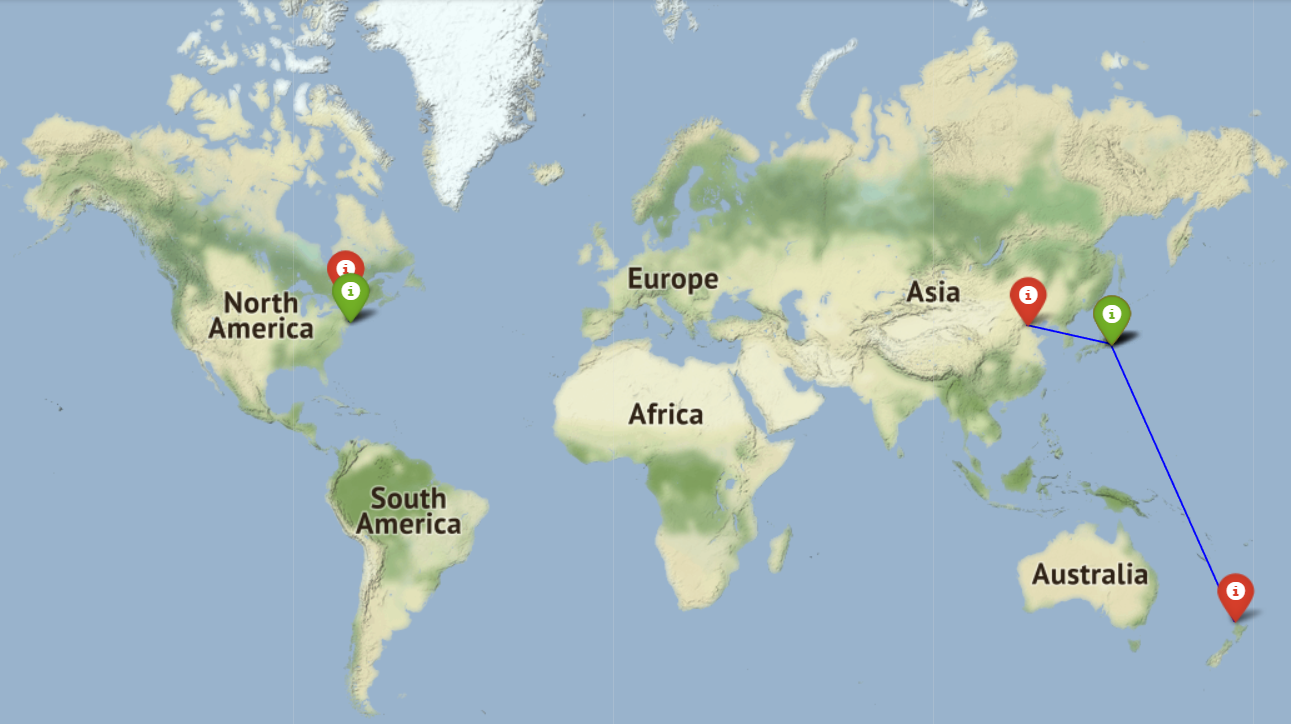 Europe
Asia
North
America
Africa
South
America
Australia
i
i
i
i
i